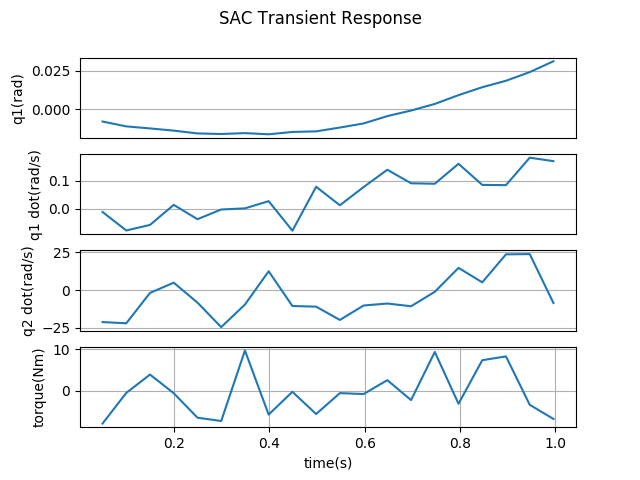 SAC Transient Response
0.025
0.000
q1(rad)
0.1
0.0
q1 dot(rad/s)
25
0
−25
q2 dot(rad/s)
10
0
torque(Nm)
0.2 0.4 0.6 0.8 1.0
time(s)